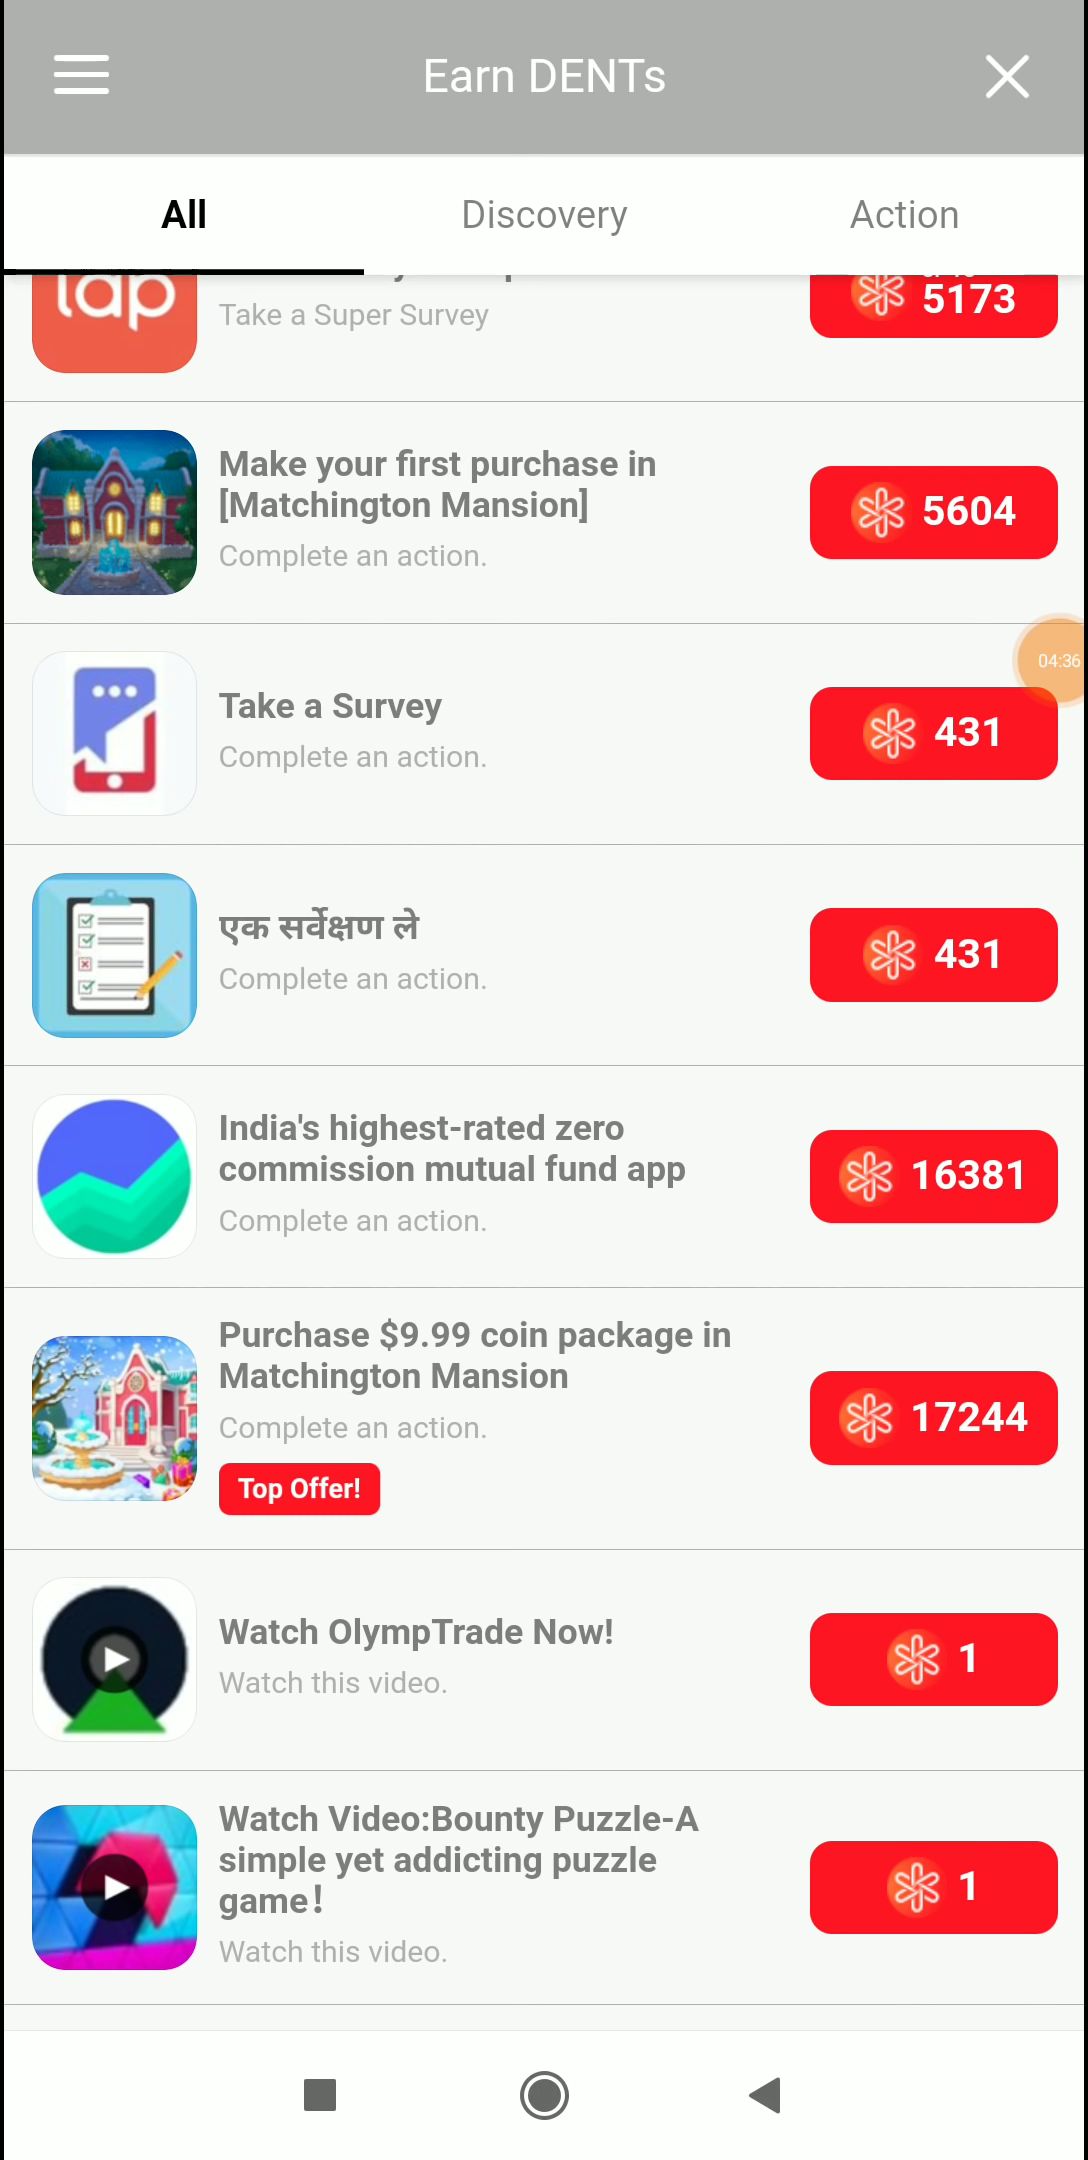 Earn DENTs
All
Discovery
Action
lap
Take a Super Survey
5173
Make your first purchase in
[Matchington Mansion]
Complete an action.
5604
04:36
Take a Survey
Complete an action.
431
एक सर्वेक्षण ले
Complete an action.
431
India's highest-rated zero
commission mutual fund app
Complete an action.
16381
Purchase $9.99 coin package in
Matchington Mansion
Complete an action.
17244
Top Offer!
Watch OlympTrade Now!
Watch this video.
1
Watch Video:Bounty Puzzle-A
simple yet addicting puzzle
game！
Watch this video.
1